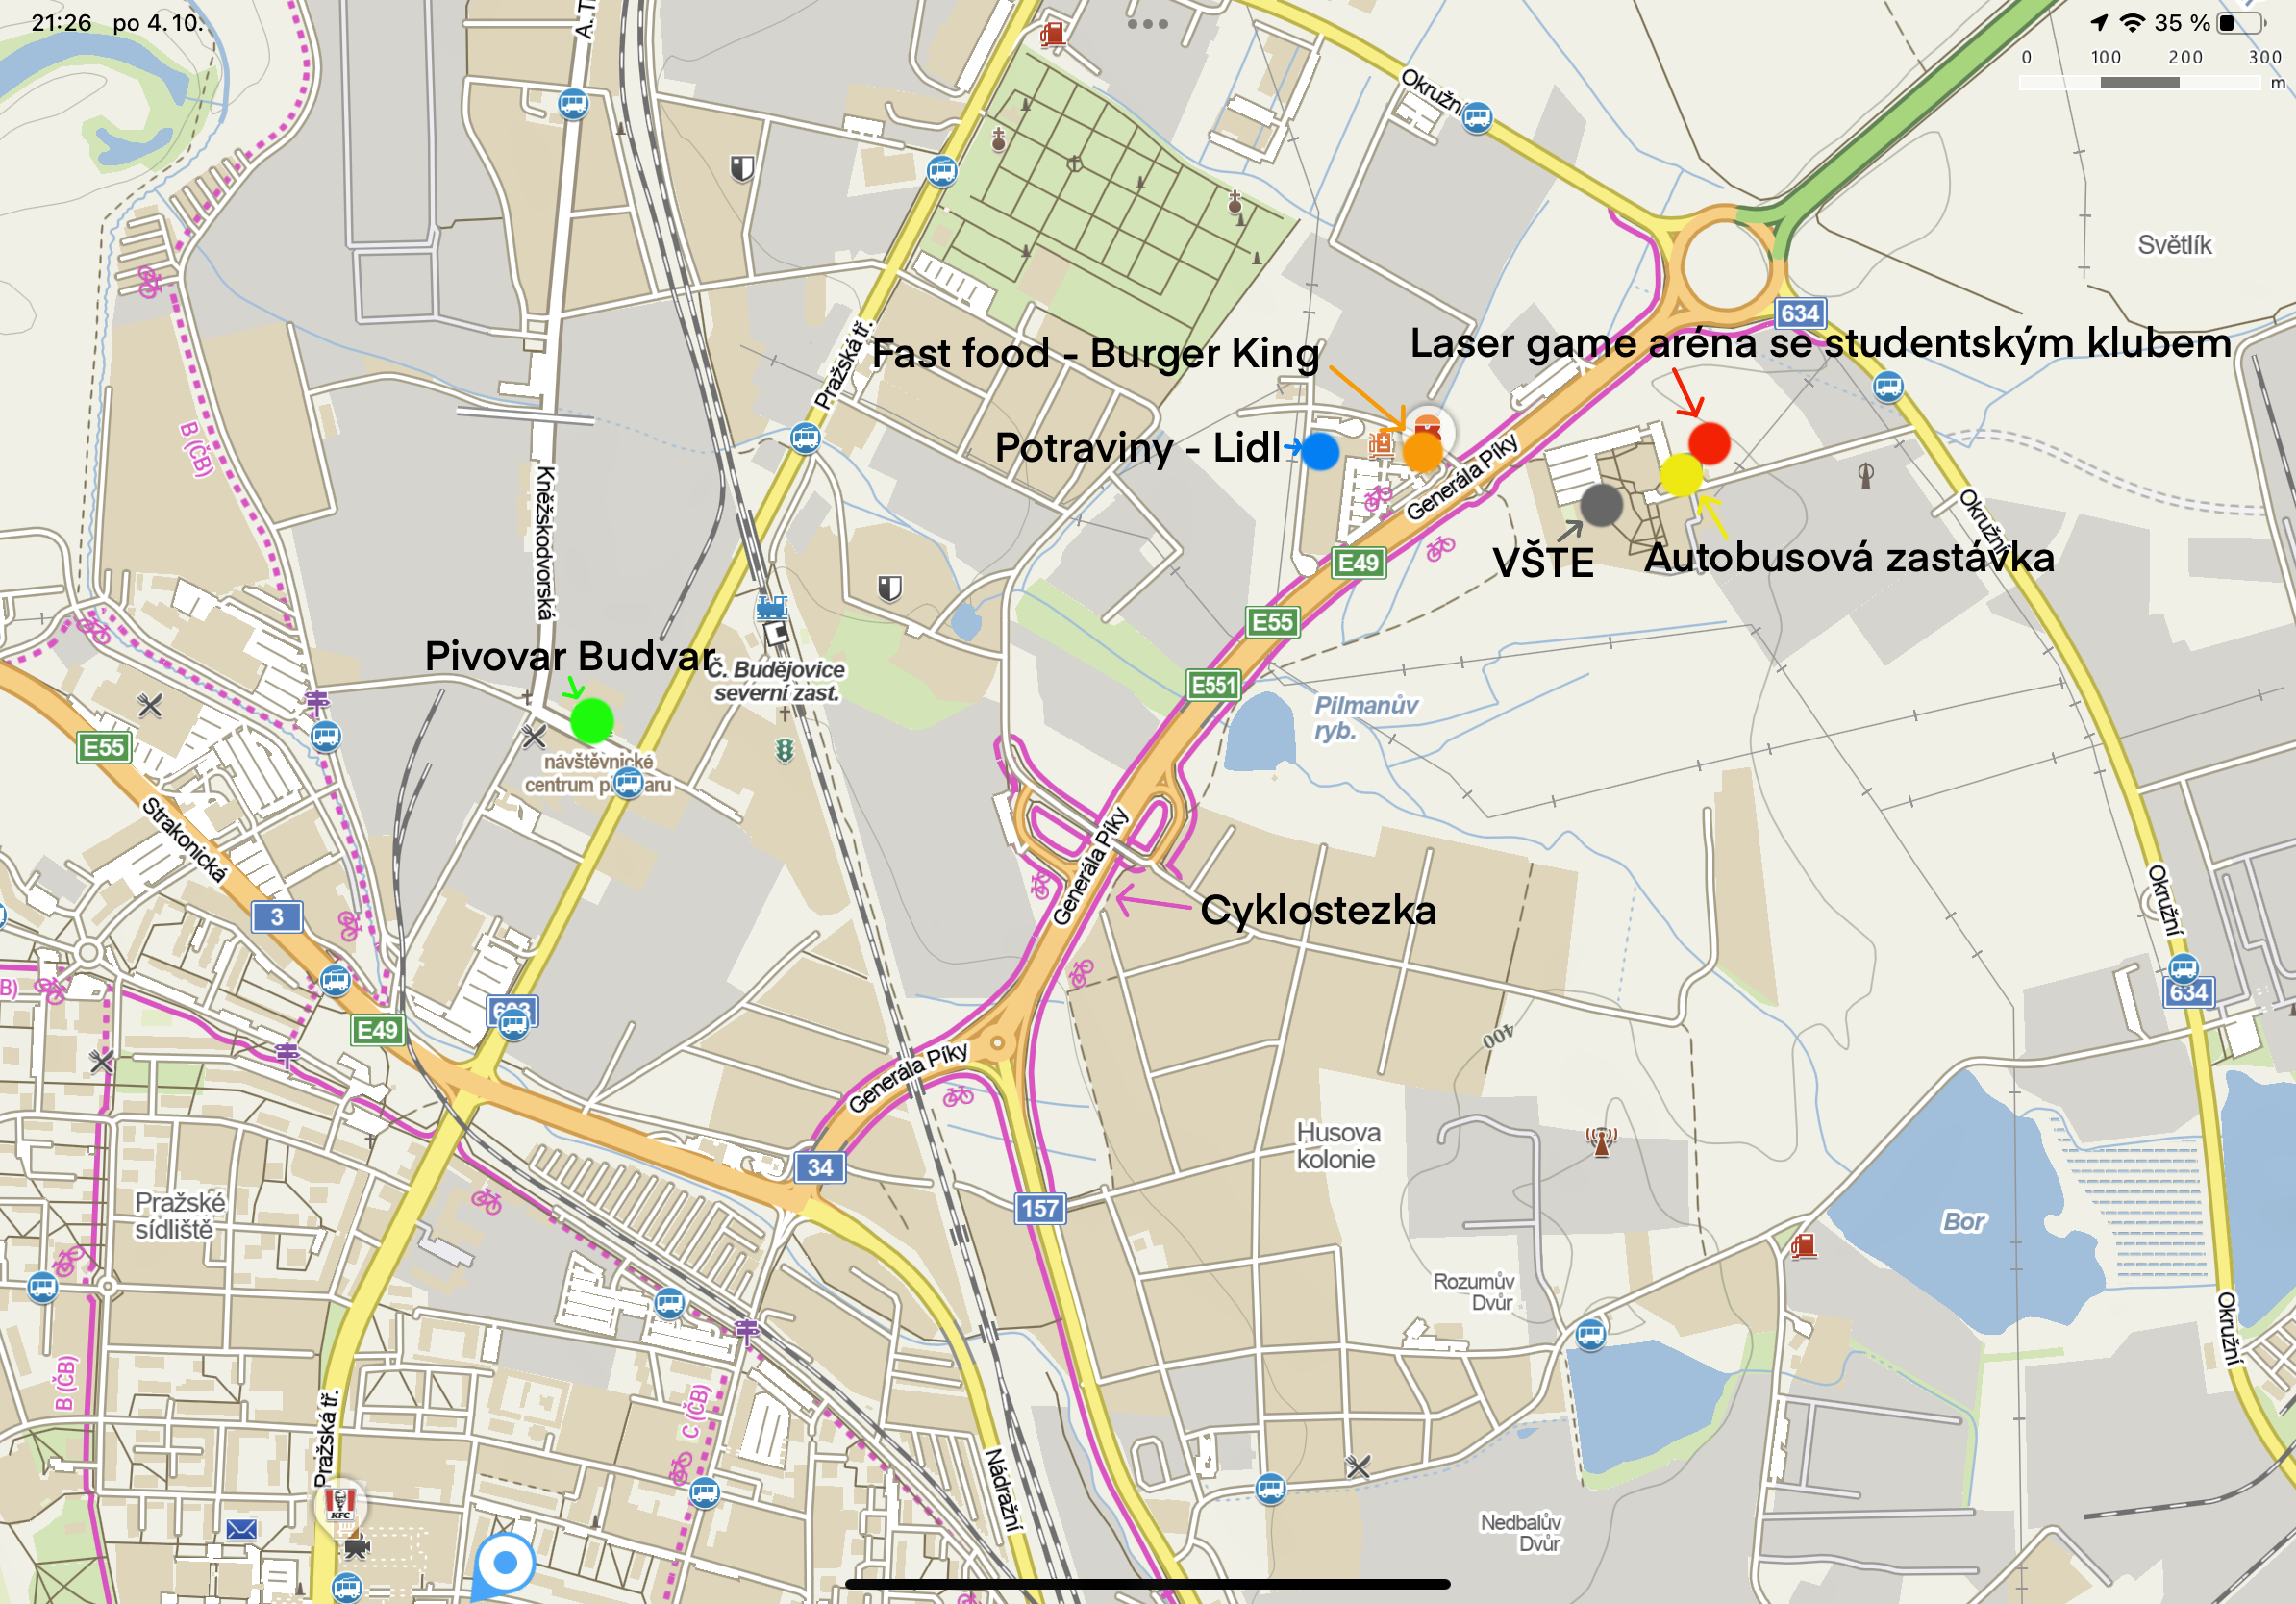 21:26 po 4. 10.
35 %
0 100 200 300
m
A. T
Okružní
Světlík
634
Pražská tř.
Fast food - Burger King
Laser game aréna se studentským klubem
Potraviny - Lidl
Generála Píky
B (ČB)
Kněžskodvorská
Okružní
E49
VŠTE
Autobusová zastávka
E55
Pivovar Budvar
Č. Budějovice
severní zast.
E551
Pilmanův
ryb.
E55
návštěvnické
centrum
Strakonická
Generála Píky
Okružní
3
Cyklostezka
B)
634
603
E49
400
Generála Píky
Husova
kolonie
34
Pražské
sídliště
157
Bor
Rozumův
Dvůr
Okružní
B (ČB)
C (ČB)
Pražská tř.
Nádražní
KFC
Nedbalův
Dvůr